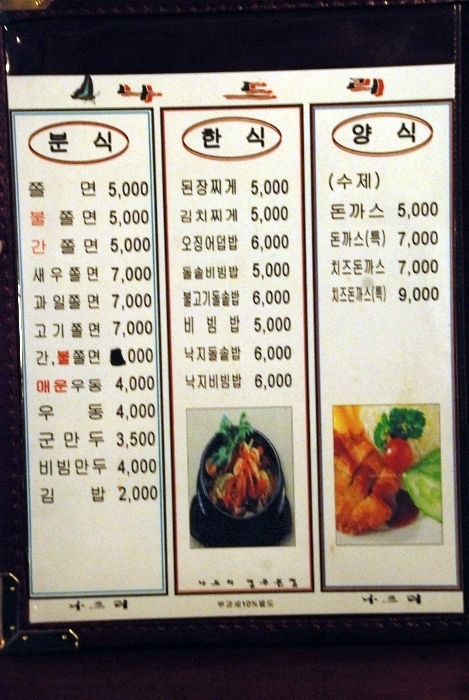 나 드 리
분 식
쫄 면 5,000
불 쫄 면 5,000
간 쫄 면 5,000
새우쫄면 7,000
과일쫄면 7,000
고기쫄면 7,000
간,불쫄면 ,000
매운우동 4,000
우 동 4,000
군 만 두 3,500
비빔만두 4,000
김 밥 2,000
한 식
된장찌게 5,000
김치찌게 5,000
오징어덮밥 6,000
돌솥비빔밥 5,000
불고기돌솥밥 6,000
비 빔 밥 5,000
낙지돌솥밥 6,000
낙지비빔밥 6,000
양 식
(수제)
돈까스 5,000
돈까스(특) 7,000
치즈돈까스 7,000
치즈돈까스(특) 9,000
나드리
부과세10%별도
나드리